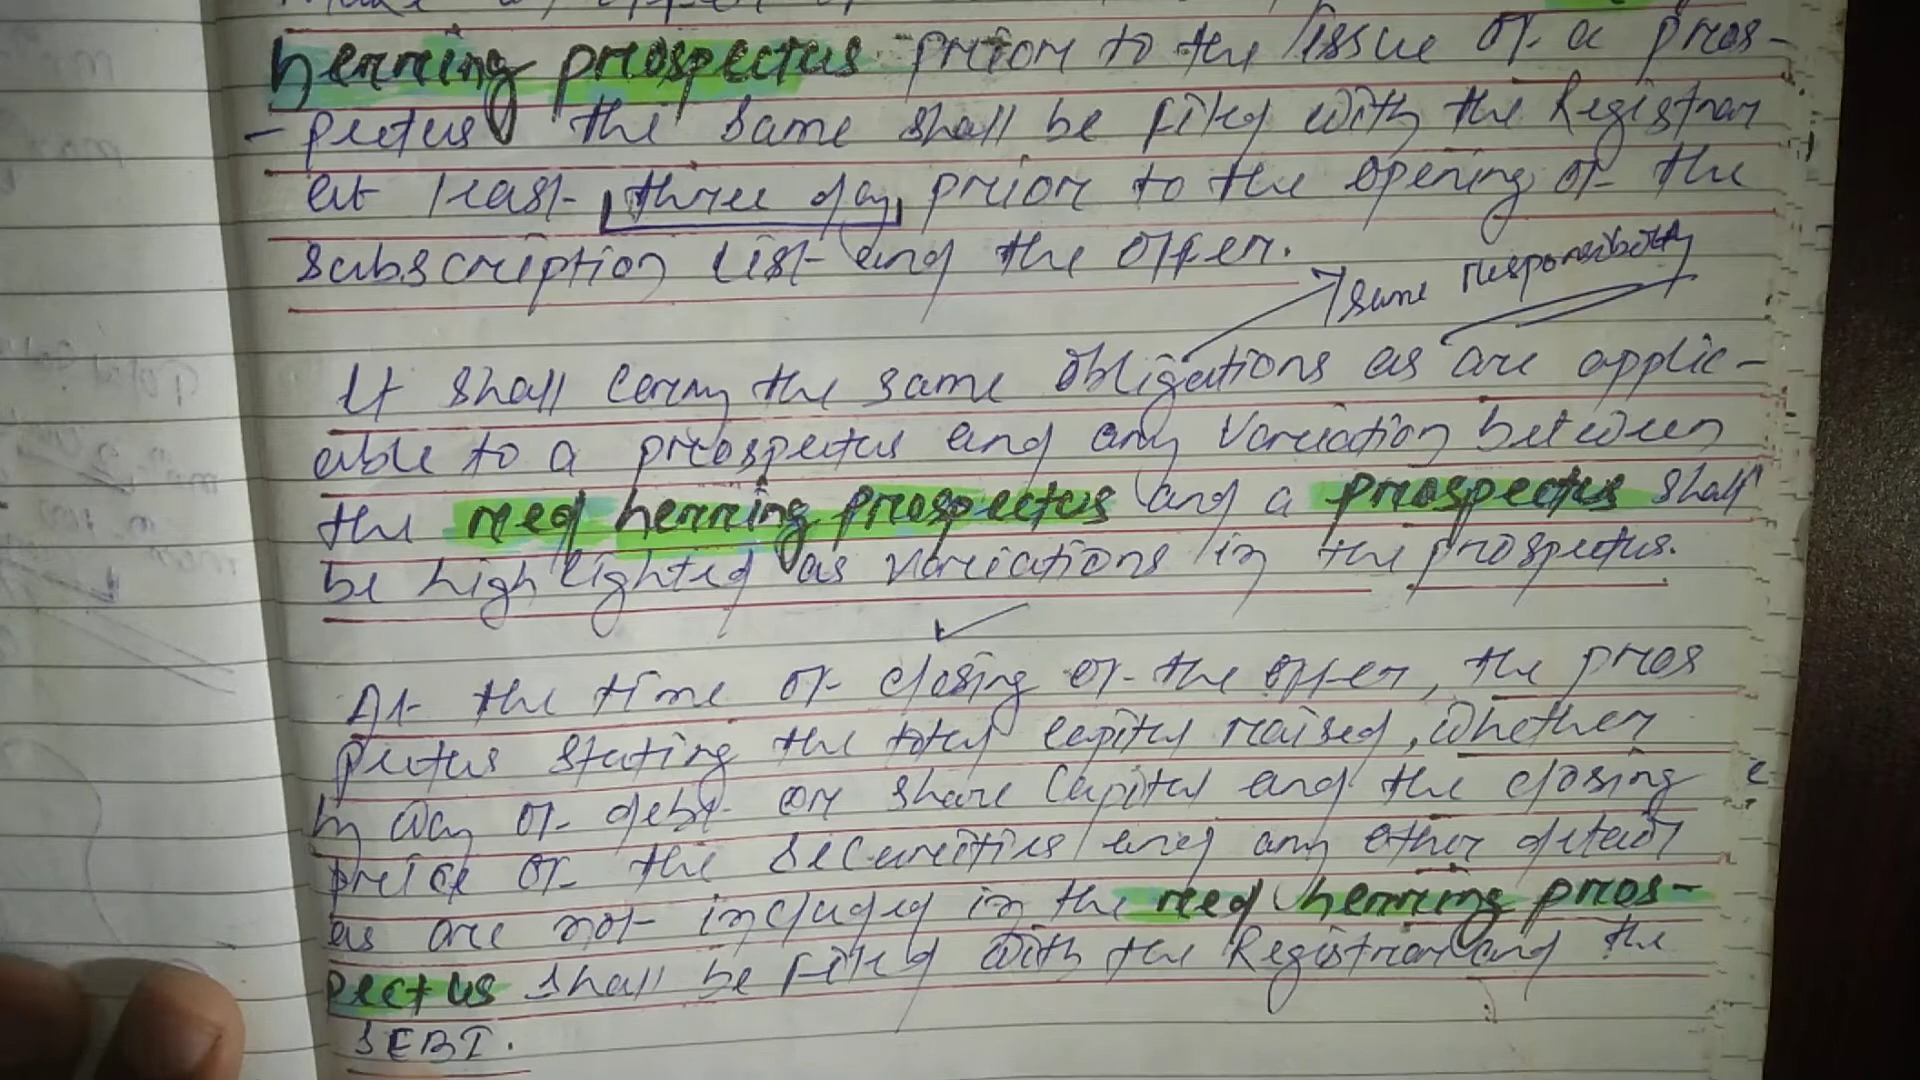 herring prospectus prior to the issue of a pros-
- pectus the same shall be filed with the Registrar
at least three day prior to the opening of the
subscription list and the offer.
same responsibility
It shall carry the same obligations as are applic-
able to a prospectus and any variation between
the red herring prospectus and a prospectus shall
be highlighted as variations in the prospectus.
At the time of closing of the offer, the pros
pectus stating the total capital raised, whether
by way of debt or share capital and the closing
price of the securities and any other detail
as are not included in the red herring pros-
pectus shall be filed with the Registrar and the
SEBI.